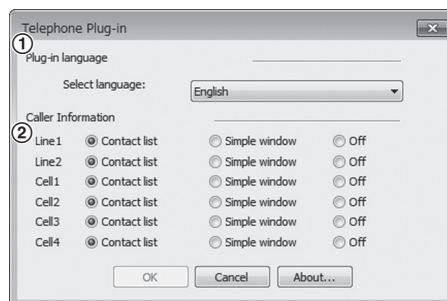 Telephone Plug-in
1
Plug-in language
Select language: English
Caller Information
2
Line1 Contact list Simple window Off
Line2 Contact list Simple window Off
Cell1 Contact list Simple window Off
Cell2 Contact list Simple window Off
Cell3 Contact list Simple window Off
Cell4 Contact list Simple window Off
OK Cancel About...